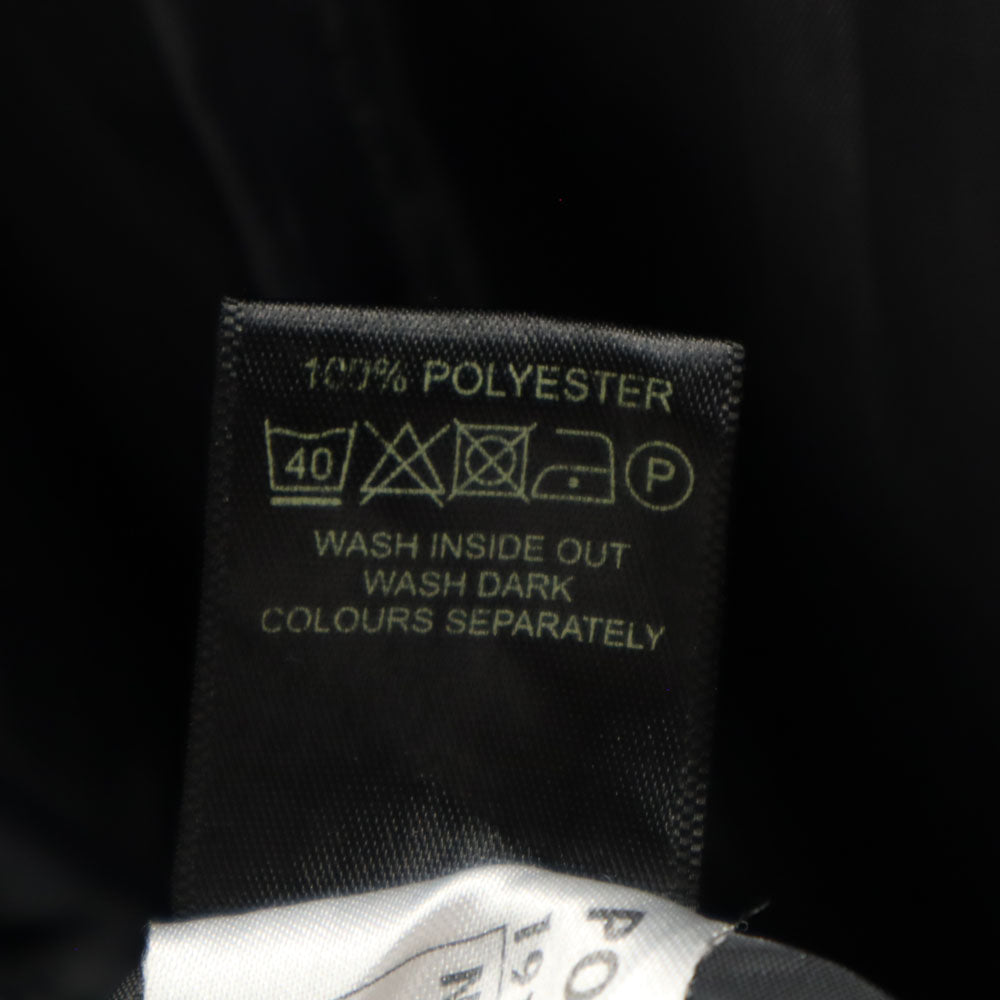 100% POLYESTER
40 P
WASH INSIDE OUT
WASH DARK
COLOURS SEPARATELY